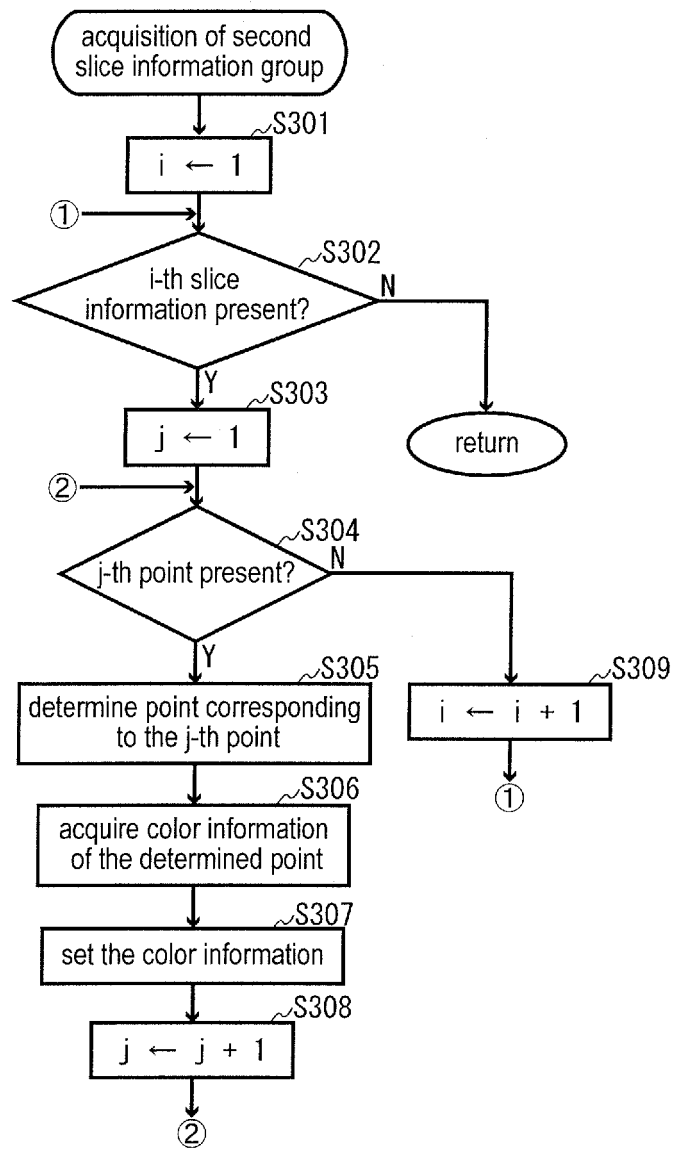 acquisition of second
slice information group
S301
i ← 1
①
S302
i-th slice
information present?
N
Y
S303
j ← 1
return
②
S304
j-th point present?
N
Y
S305
determine point corresponding
to the j-th point
S309
i ← i + 1
①
S306
acquire color information
of the determined point
S307
set the color information
S308
j ← j + 1
②